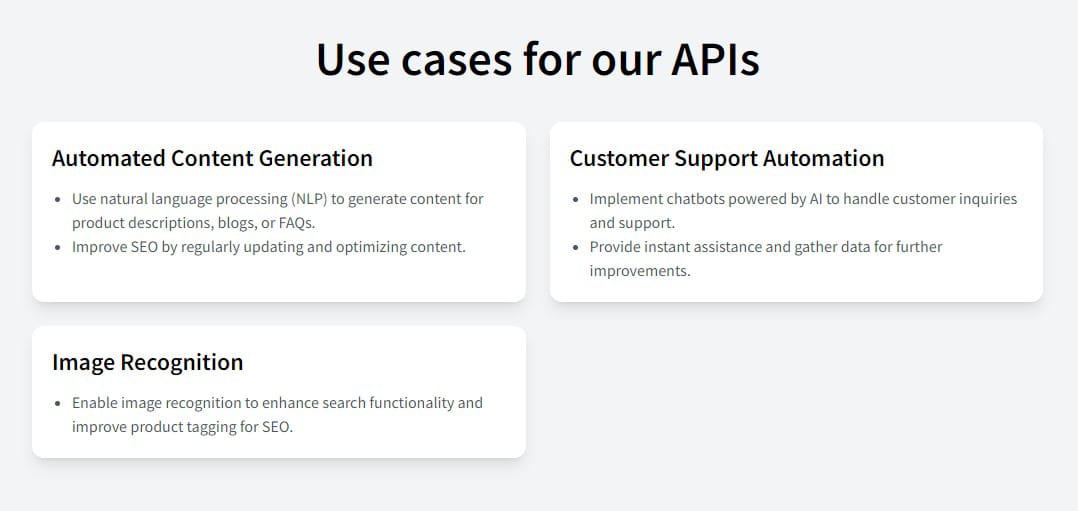 Use cases for our APIs
Automated Content Generation
• Use natural language processing (NLP) to generate content for
product descriptions, blogs, or FAQs.
• Improve SEO by regularly updating and optimizing content.
Customer Support Automation
• Implement chatbots powered by AI to handle customer inquiries
and support.
• Provide instant assistance and gather data for further
improvements.
Image Recognition
• Enable image recognition to enhance search functionality and
improve product tagging for SEO.